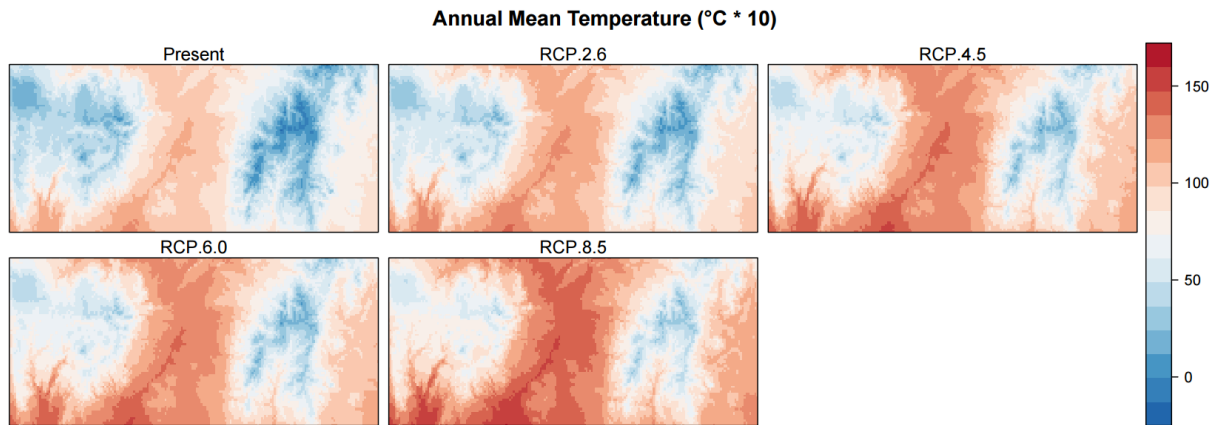 Annual Mean Temperature (°C * 10)
Present
RCP.2.6
RCP.4.5
RCP.6.0
RCP.8.5
150
100
50
0